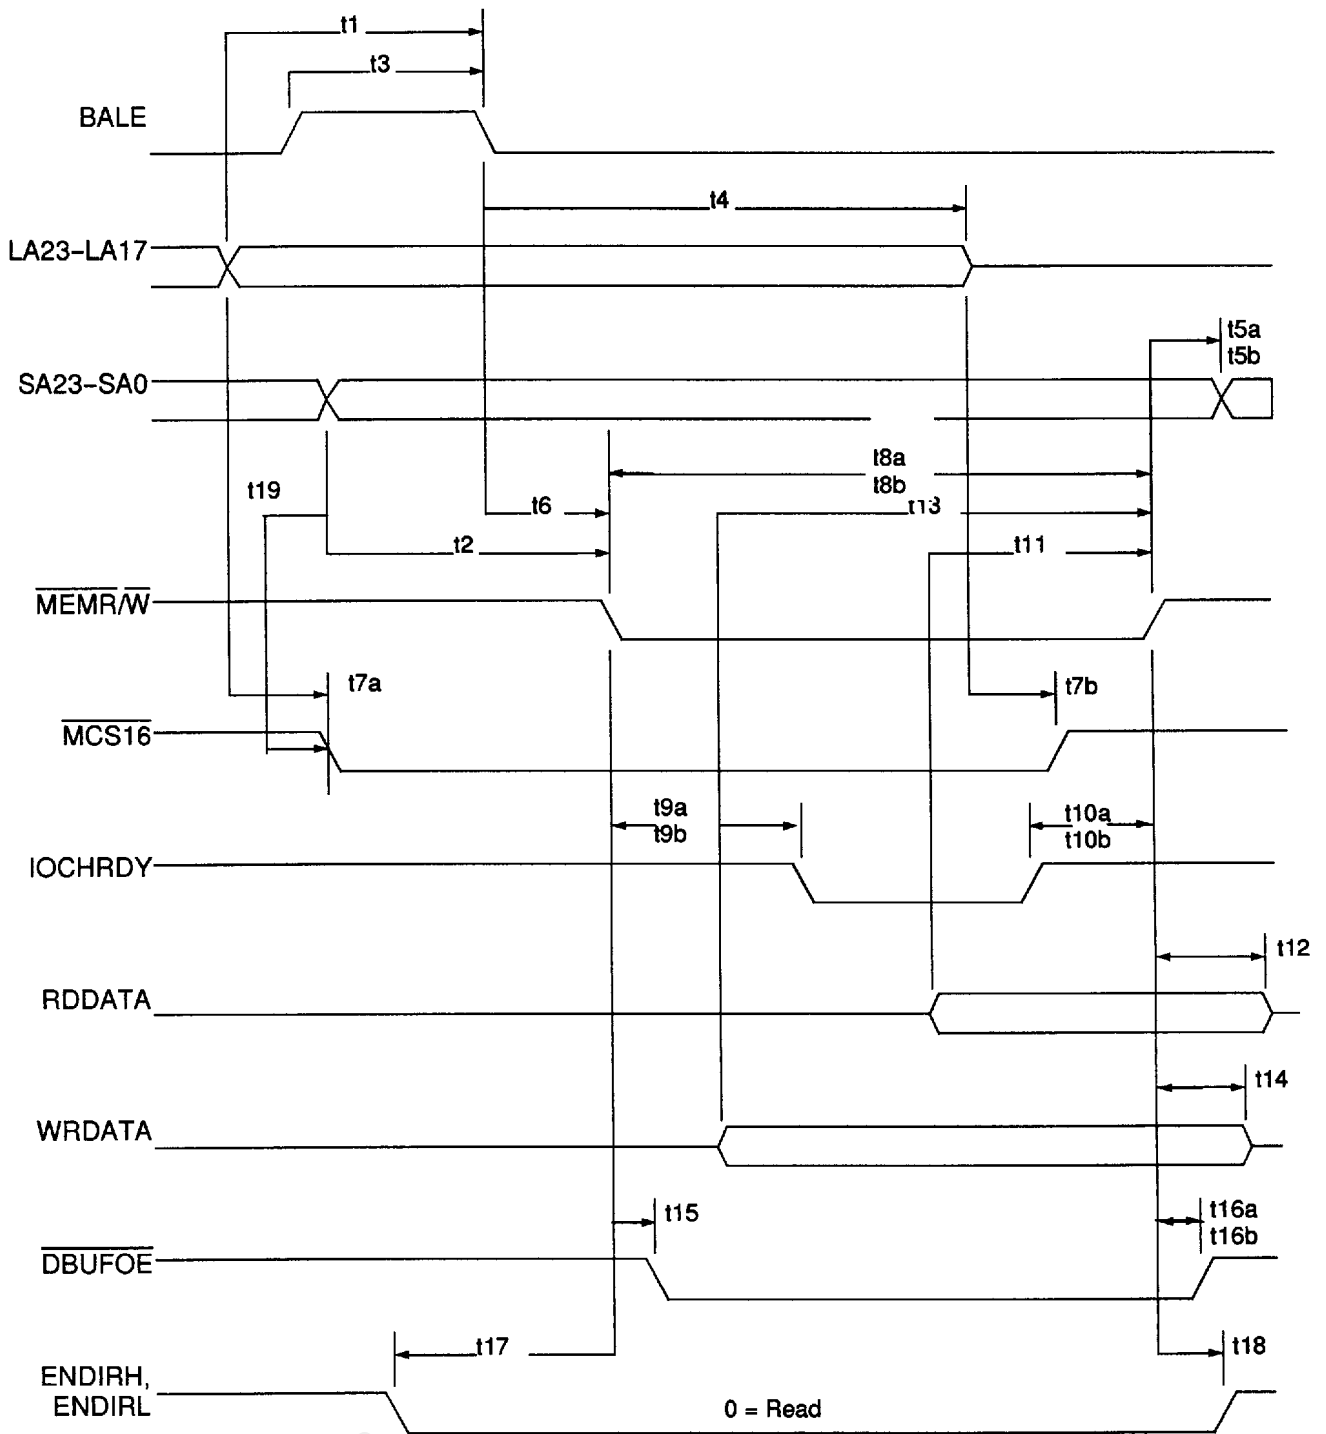 t1
t3
BALE
t4
LA23–LA17
t5a
t5b
SA23–SA0
t8a
t8b
t19
t6
t13
t2
t11
MEMR/W
t7a
t7b
MCS16
t9a
t9b
t10a
t10b
IOCHRDY
t12
RDDATA
t14
WRDATA
t15
t16a
t16b
DBUFOE
t17
t18
ENDIRH,
ENDIRL
0 = Read